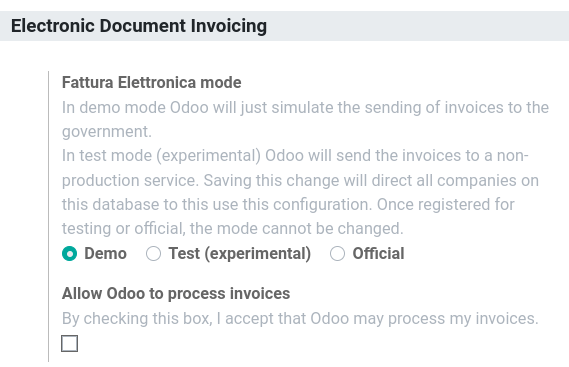 Electronic Document Invoicing
Fattura Elettronica mode
In demo mode Odoo will just simulate the sending of invoices to the
government.
In test mode (experimental) Odoo will send the invoices to a non-
production service. Saving this change will direct all companies on
this database to this use this configuration. Once registered for
testing or official, the mode cannot be changed.
Demo Test (experimental) Official
Allow Odoo to process invoices
By checking this box, I accept that Odoo may process my invoices.